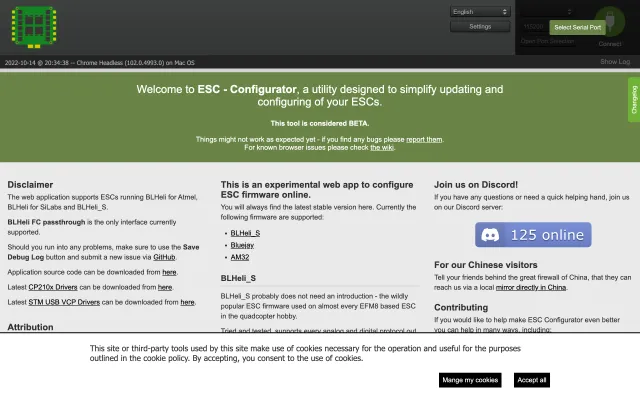 English
Settings
Select Serial Port
Open Port Selection
Connect
2022-10-14 @ 20:34:38 -- Chrome Headless (102.0.4993.0) on Mac OS
Show Log
Changelog
Welcome to ESC - Configurator, a utility designed to simplify updating and
configuring of your ESCs.
This tool is considered BETA.
Things might not work as expected yet - if you find any bugs please report them.
For known browser issues please check the wiki.
Disclaimer
The web application supports ESCs running BLHeli for Atmel,
BLHeli for SiLabs and BLHeli_S.
BLHeli FC passthrough is the only interface currently
supported.
Should you run into any problems, make sure to use the Save
Debug Log button and submit a new issue via GitHub.
Application source code can be downloaded from here.
Latest CP210x Drivers can be downloaded from here.
Latest STM USB VCP Drivers can be downloaded from here.
Attribution
This is an experimental web app to configure
ESC firmware online.
You will always find the latest stable version here. Currently the
following firmware are supported:
BLHeli_S
Bluejay
AM32
BLHeli_S
BLHeli_S probably does not need an introduction - the wildly
popular ESC firmware used on almost every EFM8 based ESC
in the quadcopter hobby.
Tried and tested, supports every analog and digital protocol out
Join us on Discord!
If you have any questions or need a quick helping hand, join us
on our Discord server:
125 online
For our Chinese visitors
Tell your friends behind the great firewall of China, that they can
reach us via a local mirror directly in China.
Contributing
If you would like to help make ESC Configurator even better
you can help in many ways, including:
This site or third-party tools used by this site make use of cookies necessary for the operation and useful for the purposes
outlined in the cookie policy. By accepting, you consent to the use of cookies.
Mange my cookies
Accept all